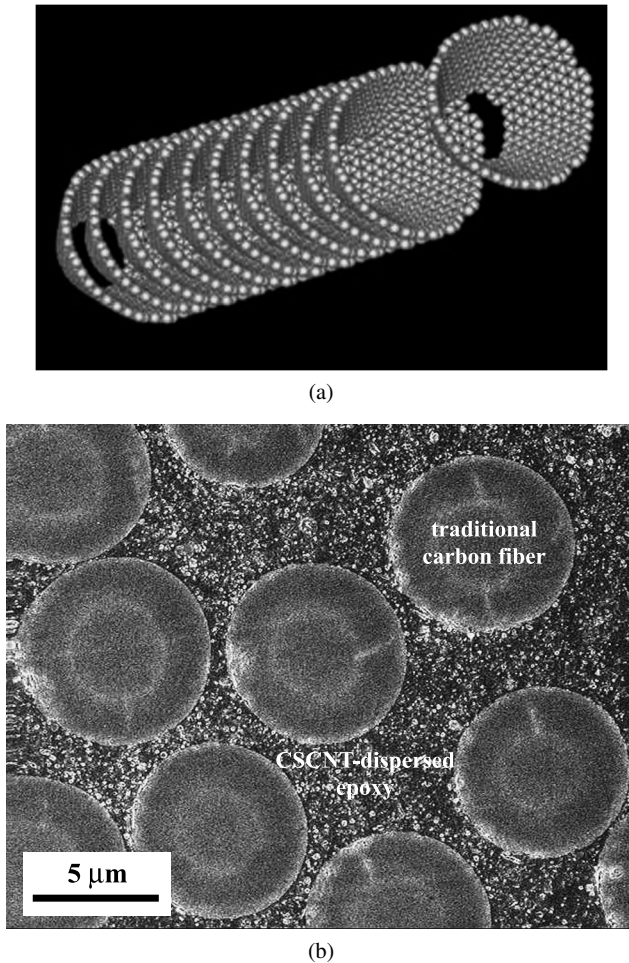 (a)
traditional
carbon fiber
CSCNT-dispersed
epoxy
5 μm
(b)